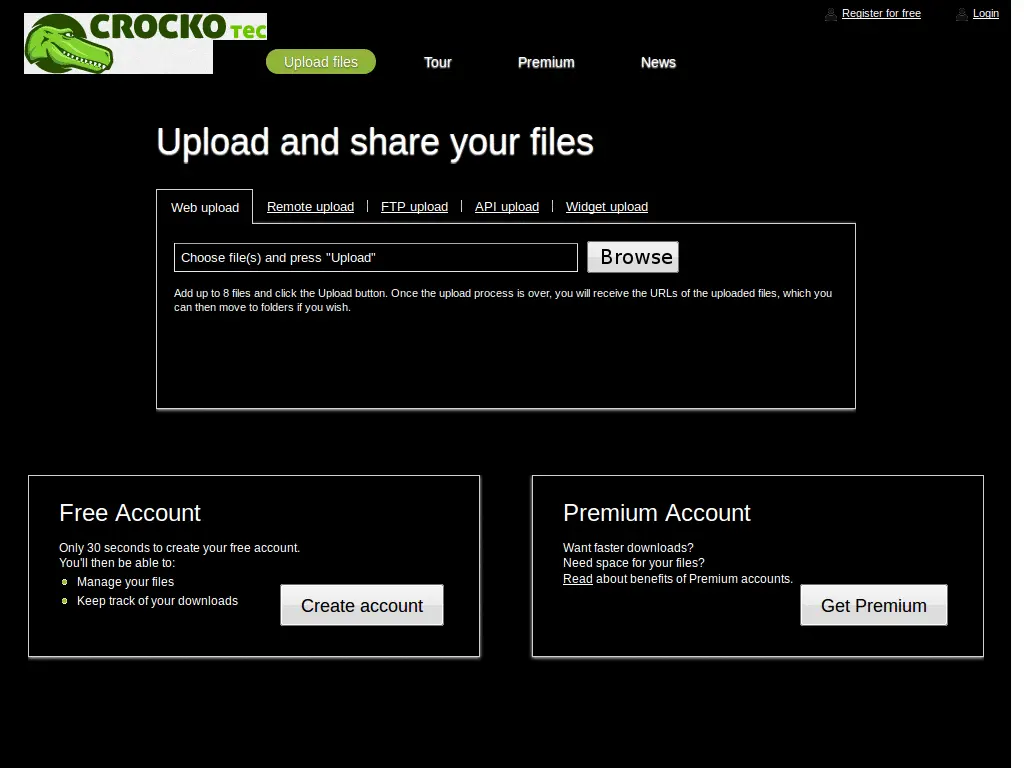 CROCKO TEC
Register for free
Login
Upload files
Tour
Premium
News
Upload and share your files
Web upload
Remote upload
FTP upload
API upload
Widget upload
Choose file(s) and press "Upload"
Browse
Add up to 8 files and click the Upload button. Once the upload process is over, you will receive the URLs of the uploaded files, which you
can then move to folders if you wish.
Free Account
Only 30 seconds to create your free account.
You'll then be able to:
Manage your files
Keep track of your downloads
Create account
Premium Account
Want faster downloads?
Need space for your files?
Read about benefits of Premium accounts.
Get Premium